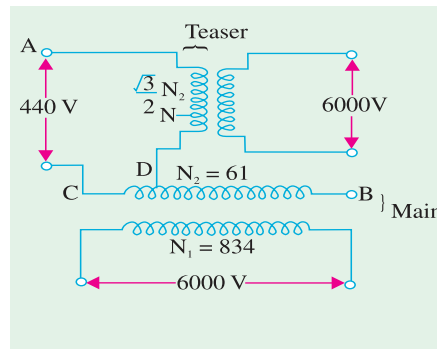 Teaser
A
√3/2 N₂
440 V
N
6000V
D
N₂ = 61
C
B
} Main
N₁ = 834
6000 V